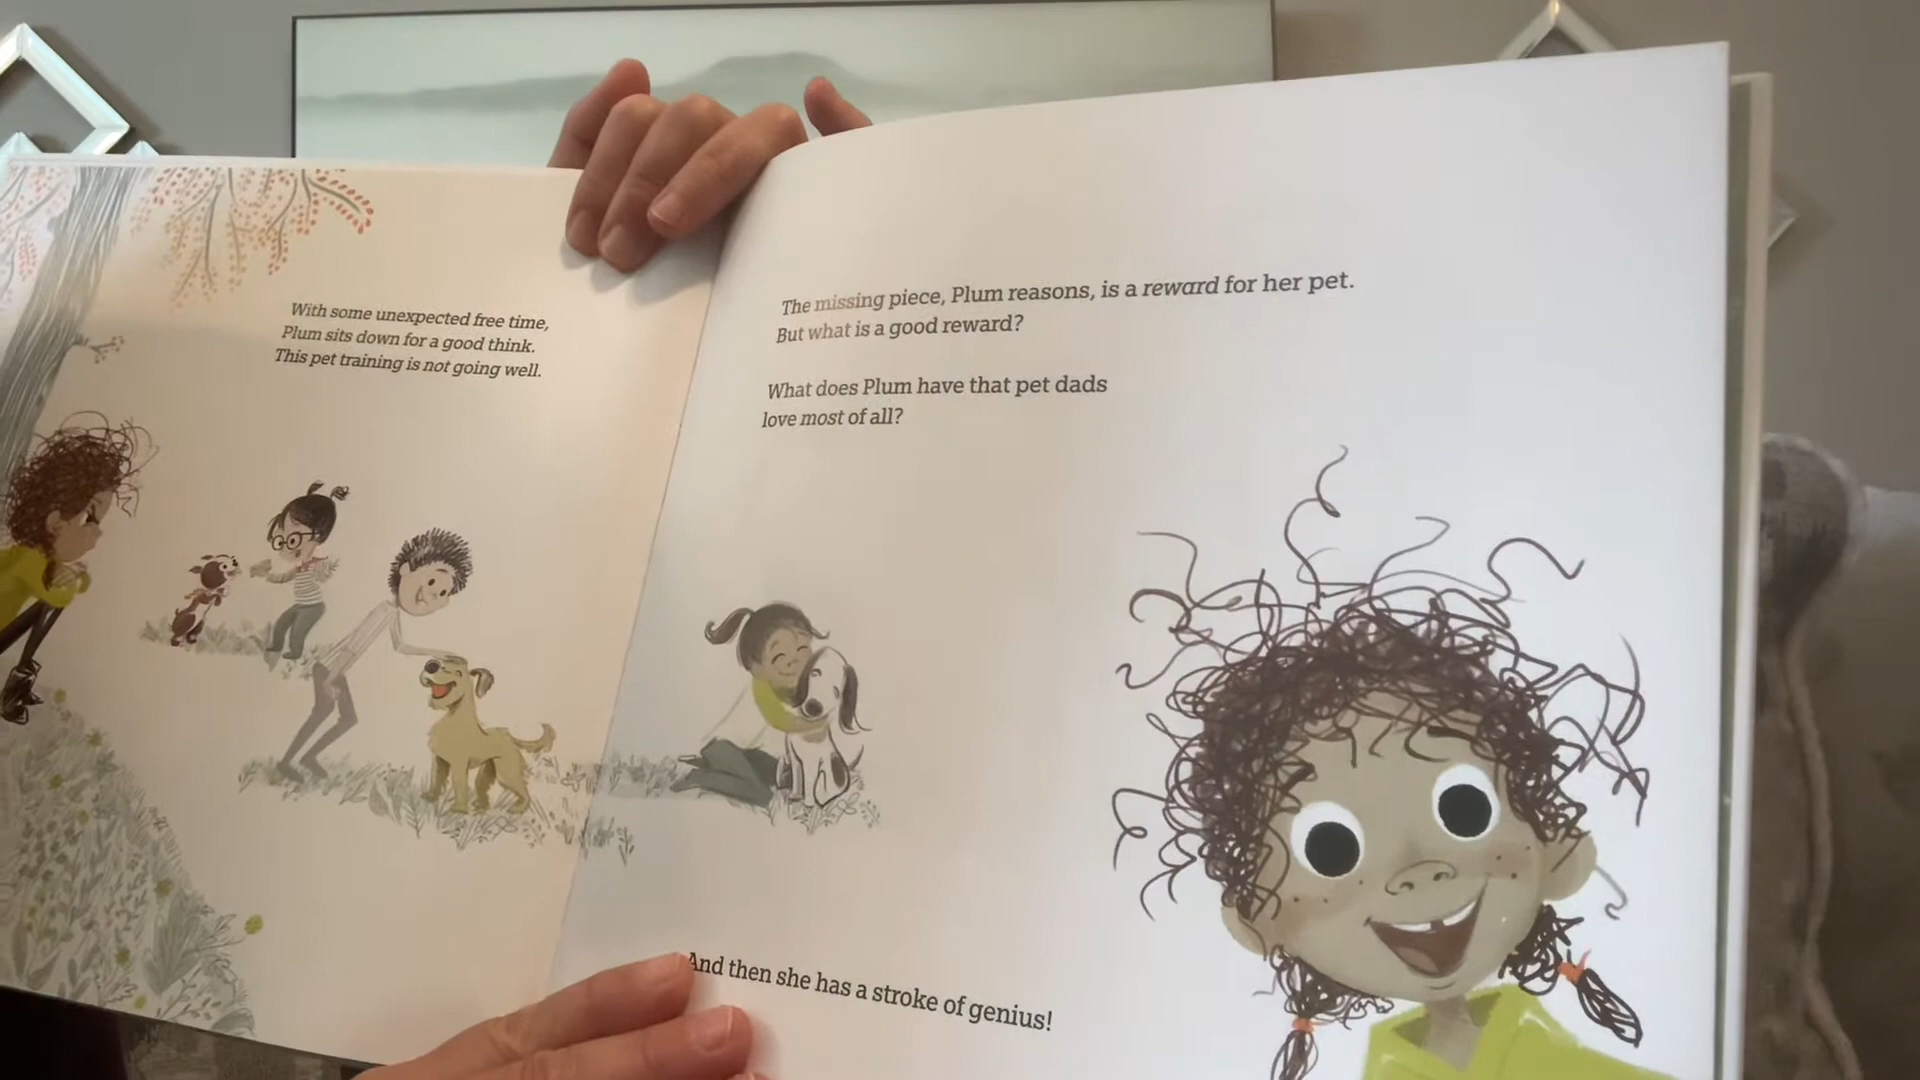 With some unexpected free time,
Plum sits down for a good think.
This pet training is not going well.
The missing piece, Plum reasons, is a reward for her pet.
But what is a good reward?
What does Plum have that pet dads
love most of all?
And then she has a stroke of genius!